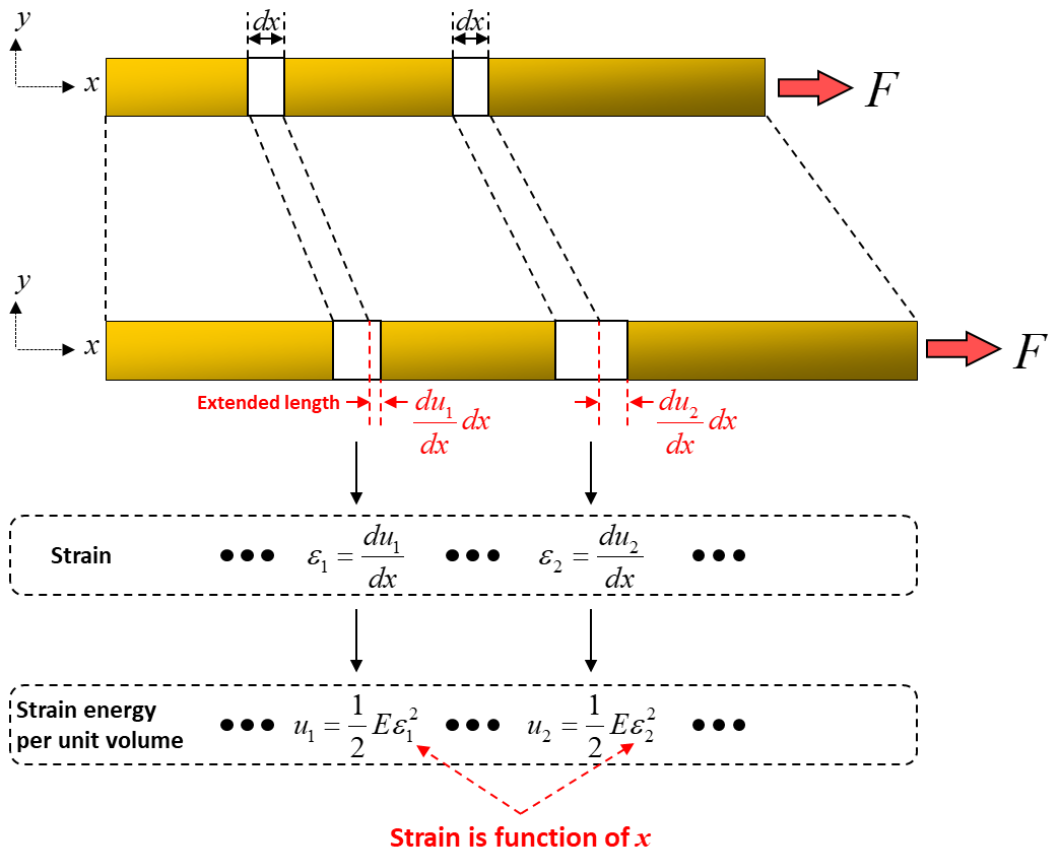 dx dx
y
x F
y
x F
Extended length du₁/dx dx du₂/dx dx
Strain ●●● ε₁ = du₁/dx ●●● ε₂ = du₂/dx ●●●
Strain energy
per unit volume ●●● u₁ = 1/2 Eε₁² ●●● u₂ = 1/2 Eε₂² ●●●
Strain is function of x